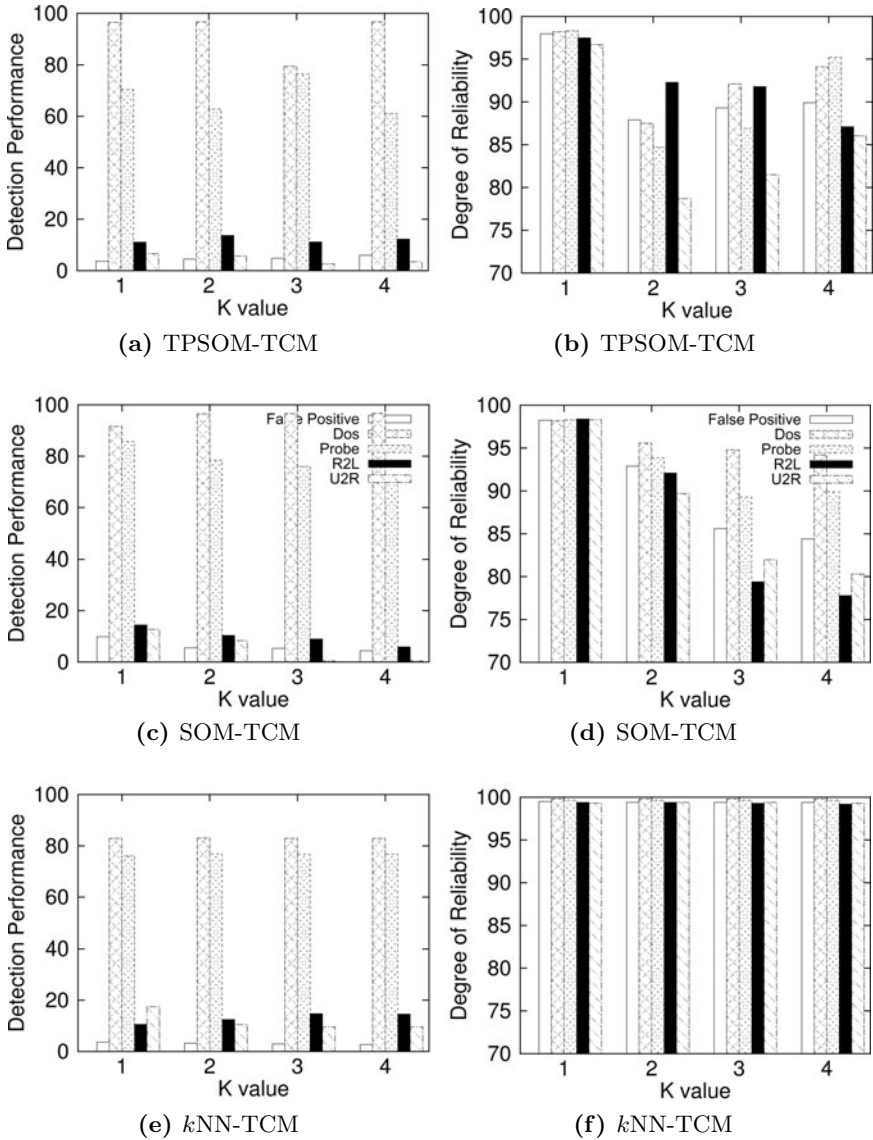 Detection Performance
100
80
60
40
20
0
1 2 3 4
K value
(a) TPSOM-TCM
Degree of Reliability
100
95
90
85
80
75
70
1 2 3 4
K value
(b) TPSOM-TCM
Detection Performance
100
80
60
40
20
0
False Positive
Dos
Probe
R2L
U2R
1 2 3 4
K value
(c) SOM-TCM
Degree of Reliability
100
95
90
85
80
75
70
False Positive
Dos
Probe
R2L
U2R
1 2 3 4
K value
(d) SOM-TCM
Detection Performance
100
80
60
40
20
0
1 2 3 4
K value
(e) kNN-TCM
Degree of Reliability
100
95
90
85
80
75
70
1 2 3 4
K value
(f) kNN-TCM